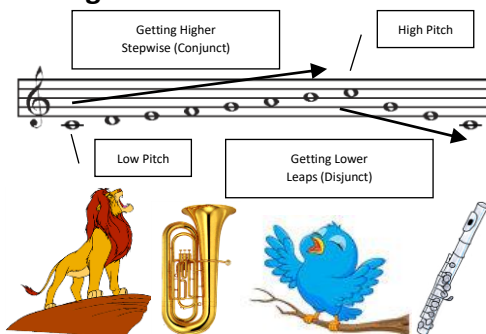 Getting Higher
Stepwise (Conjunct)
High Pitch
Low Pitch
Getting Lower
Leaps (Disjunct)